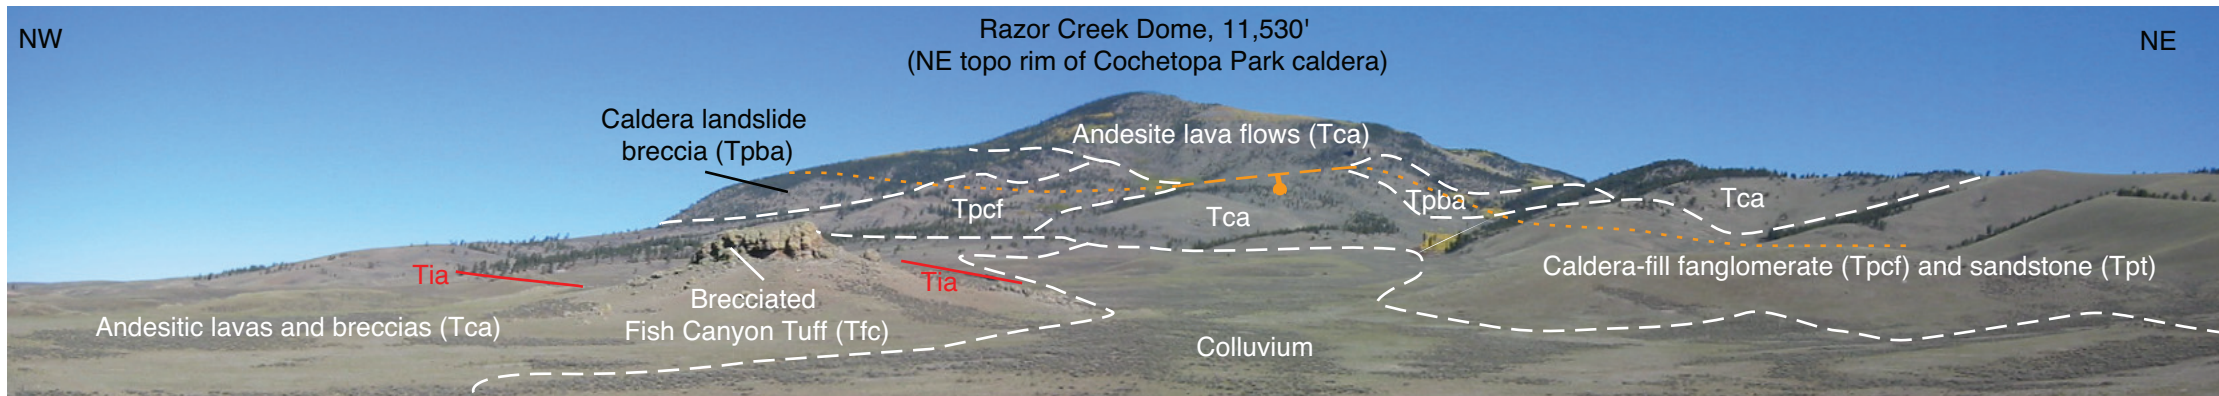 NW
Razor Creek Dome, 11,530'
(NE topo rim of Cochetopa Park caldera)
NE
Caldera landslide
breccia (Tpba)
Andesite lava flows (Tca)
Tpcf
Tca
Tpba
Tca
Tia
Tia
Caldera-fill fanglomerate (Tpcf) and sandstone (Tpt)
Brecciated
Fish Canyon Tuff (Tfc)
Andesitic lavas and breccias (Tca)
Colluvium